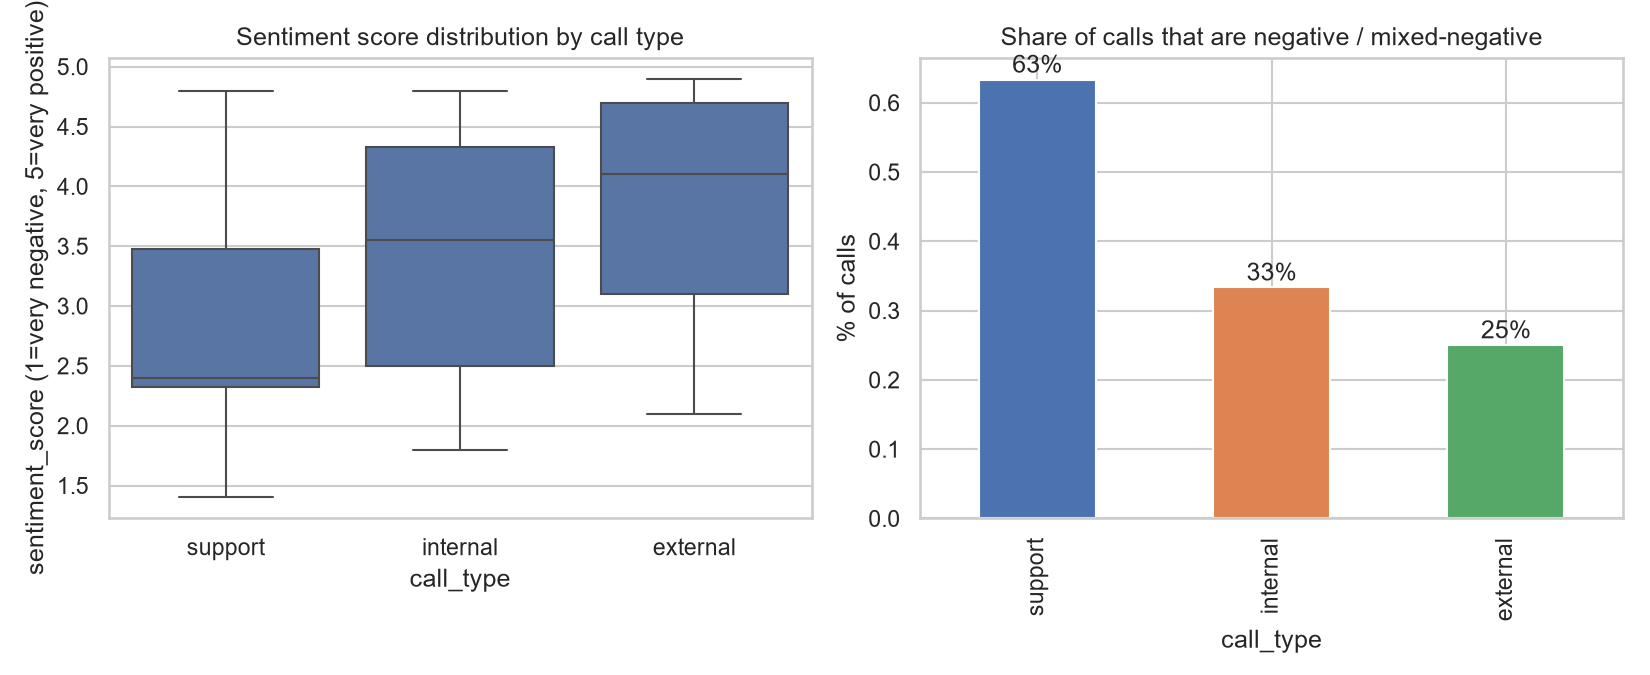 Sentiment score distribution by call type
sentiment_score (1=very negative, 5=very positive)
5.0
4.5
4.0
3.5
3.0
2.5
2.0
1.5
support
internal
external
call_type
Share of calls that are negative / mixed-negative
% of calls
0.6
0.5
0.4
0.3
0.2
0.1
0.0
63%
33%
25%
support
internal
external
call_type